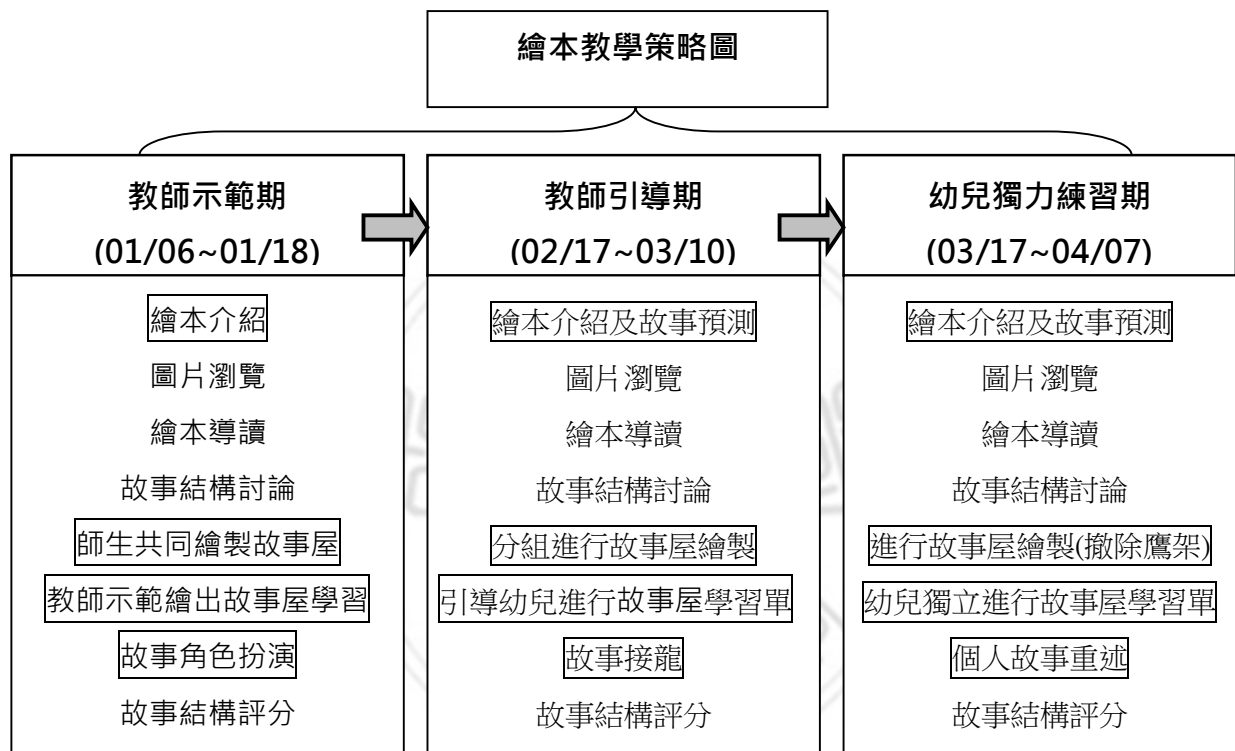 繪本教學策略圖
教師示範期
(01/06~01/18)
繪本介紹
圖片瀏覽
繪本導讀
故事結構討論
師生共同繪製故事屋
教師示範繪出故事屋學習
故事角色扮演
故事結構評分
教師引導期
(02/17~03/10)
繪本介紹及故事預測
圖片瀏覽
繪本導讀
故事結構討論
分組進行故事屋繪製
引導幼兒進行故事屋學習單
故事接龍
故事結構評分
幼兒獨力練習期
(03/17~04/07)
繪本介紹及故事預測
圖片瀏覽
繪本導讀
故事結構討論
進行故事屋繪製(撤除鷹架)
幼兒獨立進行故事屋學習單
個人故事重述
故事結構評分